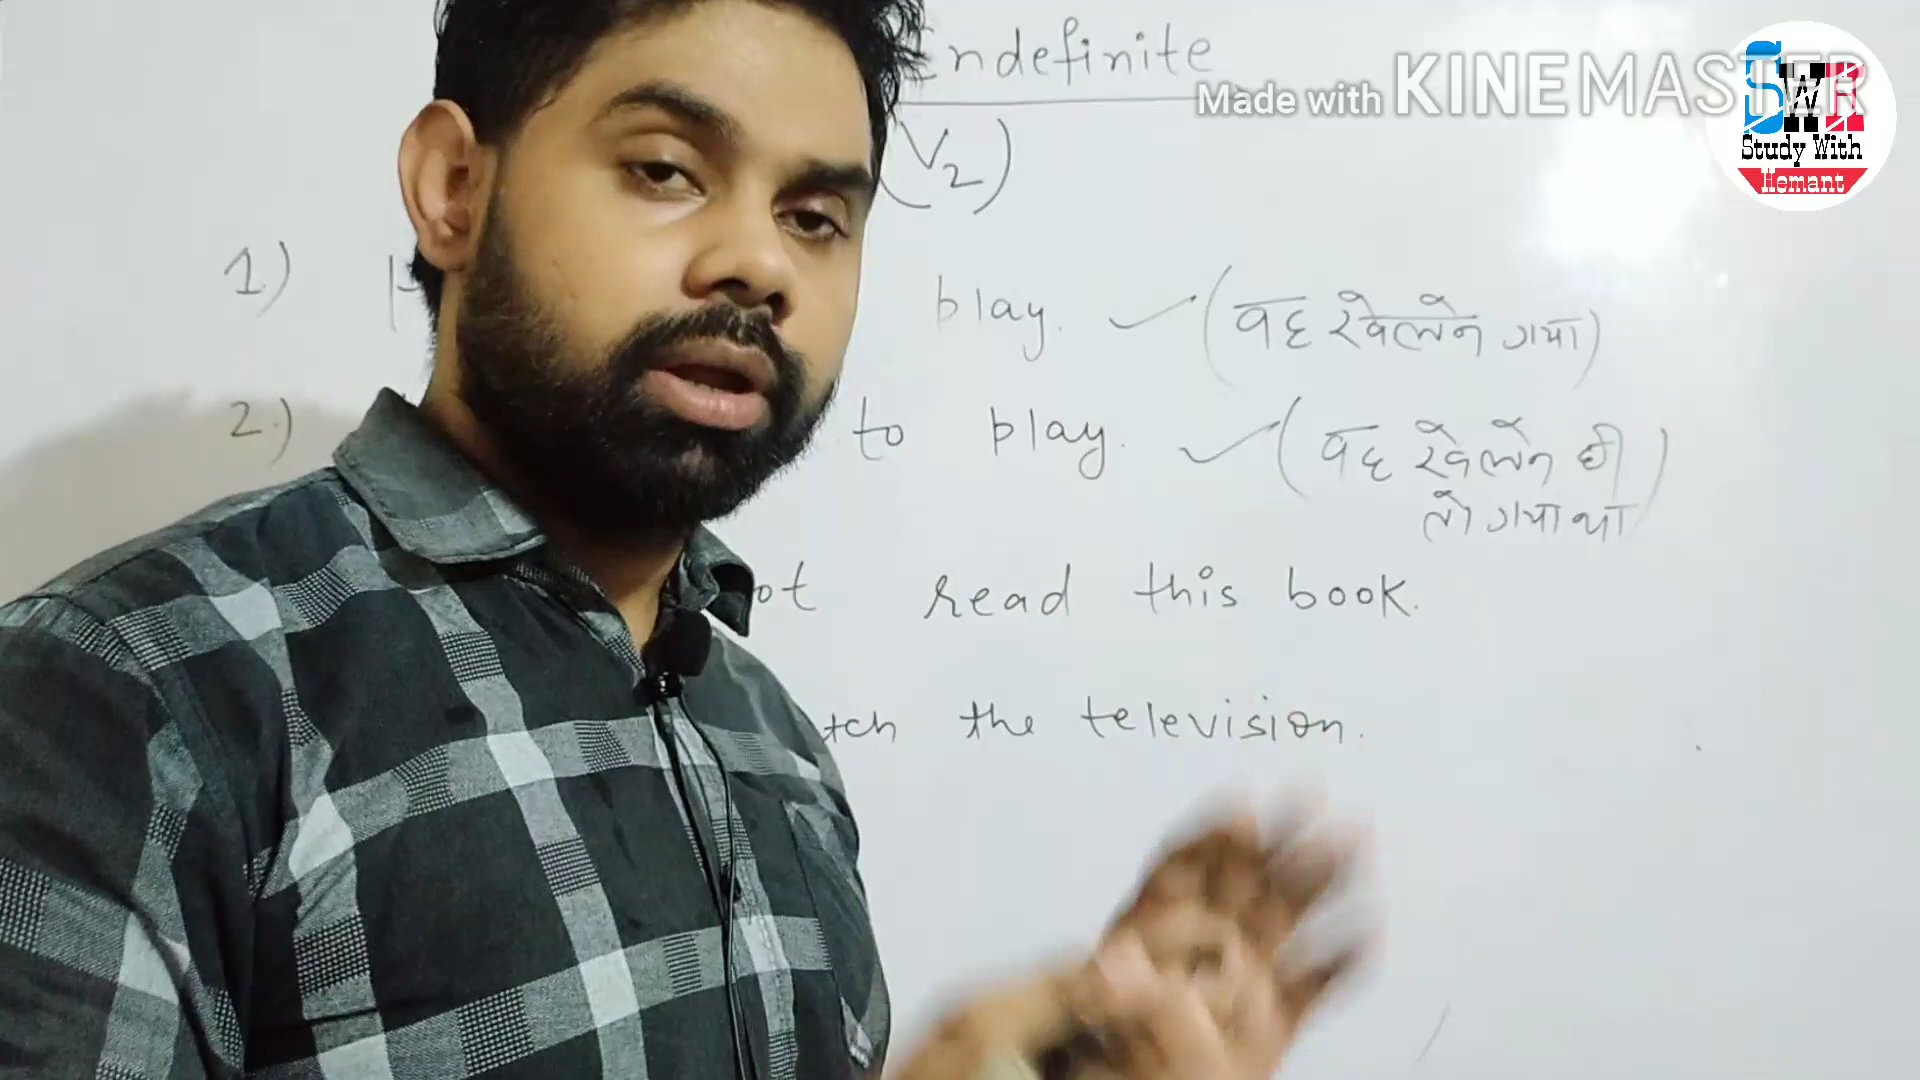 Indefinite
Made with KINEMASTER
SWH
Study With
Hemant
(V2)
1.) play. (वह खेलने गया)
2.) to play. (वह खेलने ही
तो गया था)
ot read this book.
tch the television.